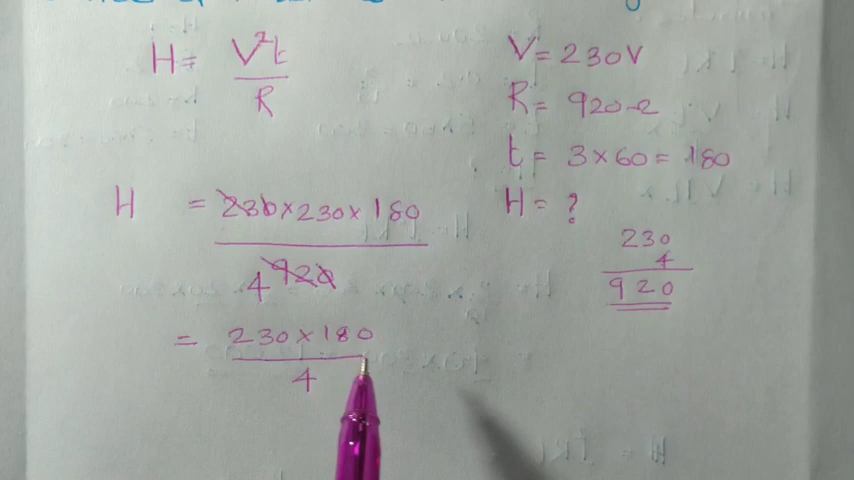 H = V²t
R
V = 230V
R = 920Ω
t = 3 × 60 = 180
H = ?
H = 230 × 230 × 180
4 920
= 230 × 180
4
230
4
920